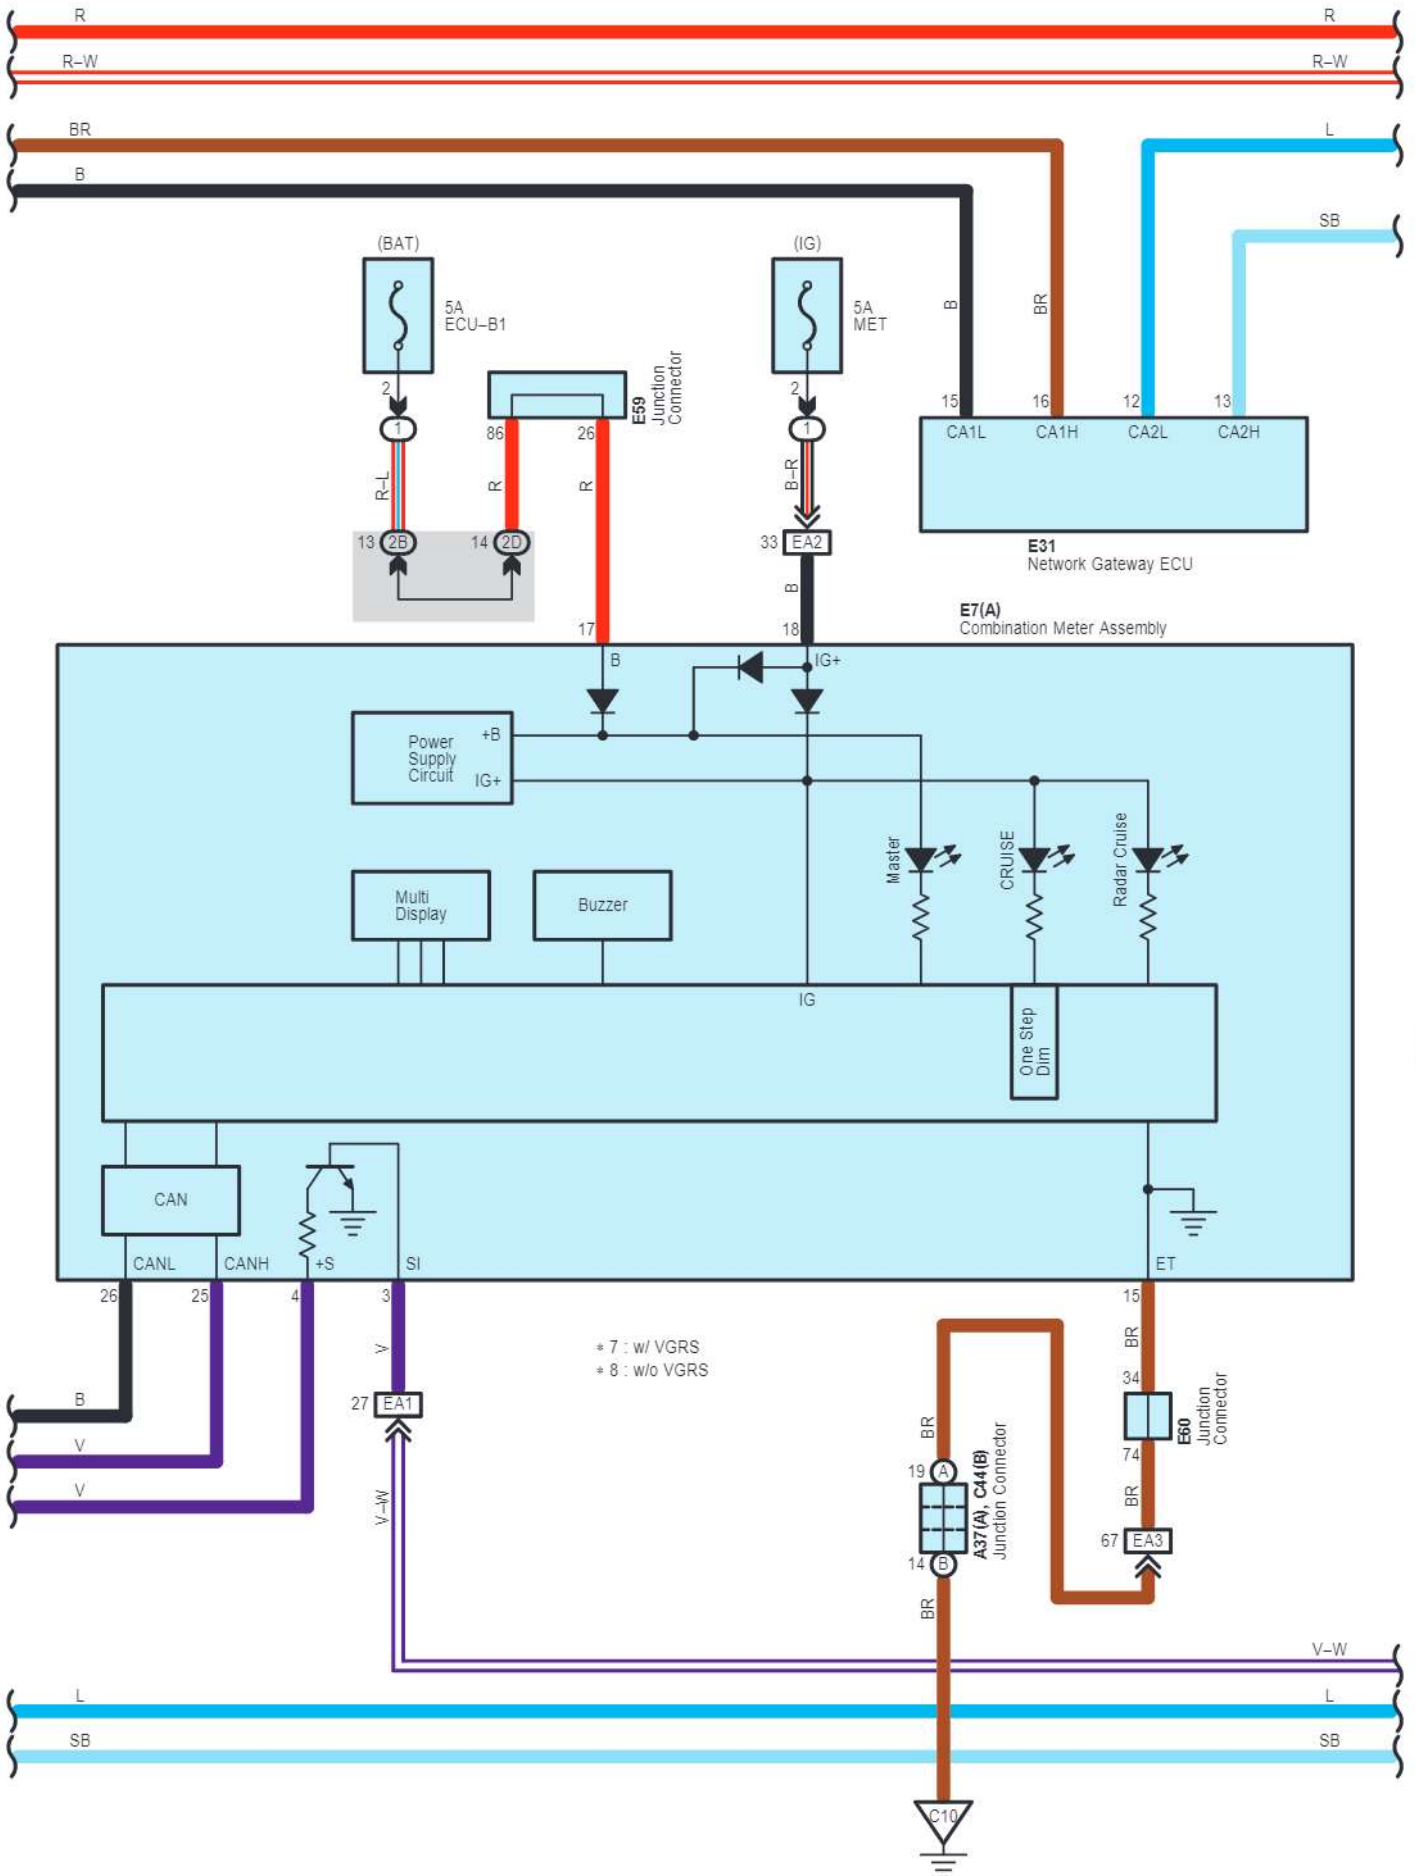 R R
R–W R–W
BR L
B
SB
(BAT) (IG)
5A
ECU–B1
5A
MET
E59
Junction
Connector
B BR
2 2
15 16 12 13
1 86 26 1
CA1L CA1H CA2L CA2H
R–L R R B–R
13 2B 14 2D 33 EA2
E31
Network Gateway ECU
B
E7(A)
Combination Meter Assembly
17 18
B IG+
Power
Supply
Circuit
+B
IG+
Master CRUISE Radar Cruise
Multi
Display
Buzzer
IG
One Step
Dim
CAN
CANL CANH +S SI ET
26 25 4 3 15
V BR
* 7 : w/ VGRS
* 8 : w/o VGRS
34
B 27 EA1
E60
Junction
Connector
BR
V 74
19 A
A37(A), C44(B)
Junction Connector
V
V–W BR
67 EA3
14 B
BR
V–W
L L
SB SB
C10